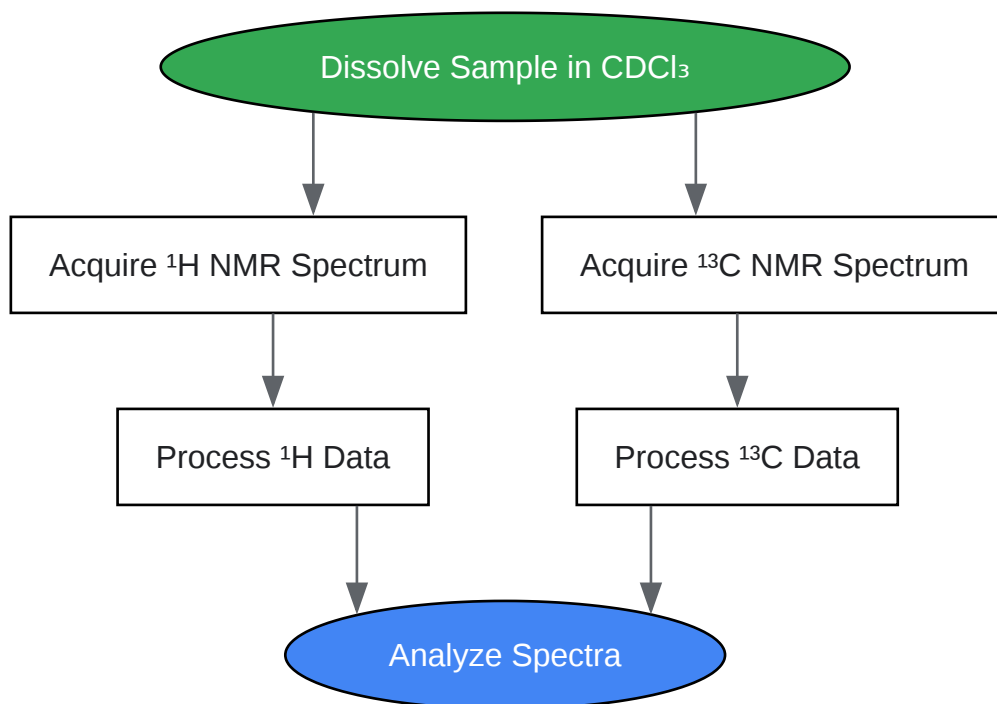 Dissolve Sample in CDCl₃
Acquire ¹H NMR Spectrum
Acquire ¹³C NMR Spectrum
Process ¹H Data
Process ¹³C Data
Analyze Spectra